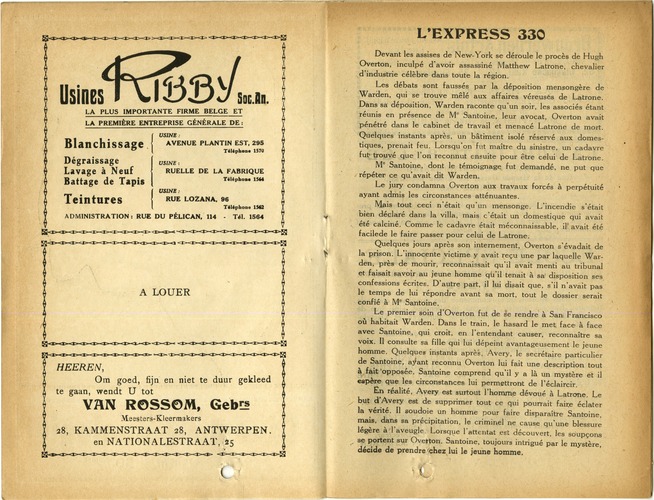 Usines RIBBY Soc. An.
LA PLUS IMPORTANTE FIRME BELGE ET
LA PREMIÈRE ENTREPRISE GÉNÉRALE DE :
Blanchissage
USINE :
AVENUE PLANTIN EST, 295
Téléphone 1570
Dégraissage
Lavage à Neuf
Battage de Tapis
USINE :
RUELLE DE LA FABRIQUE
Téléphone 1564
Teintures
USINE :
RUE LOZANA, 96
Téléphone 1562
ADMINISTRATION : RUE DU PÉLICAN, 114 - Tél. 1564
A LOUER
HEEREN,
Om goed, fijn en niet te duur gekleed
te gaan, wendt U tot
VAN ROSSOM, Gebrs
Meesters-Kleermakers
28, KAMMENSTRAAT 28, ANTWERPEN.
en NATIONALESTRAAT, 25
L'EXPRESS 330
Devant les assises de New-York se déroule le procès de Hugh
Overton, inculpé d'avoir assassiné Matthew Latrone, chevalier
d'industrie célèbre dans toute la région.
Les débats sont faussés par la déposition mensongère de
Warden, qui se trouve mêlé aux affaires véreuses de Latrone.
Dans sa déposition, Warden raconte qu'un soir, les associés étant
réunis en présence de Me Santoine, leur avocat, Overton avait
pénétré dans le cabinet de travail et menacé Latrone de mort.
Quelques instants après, un bâtiment isolé réservé aux domes-
tiques, prenait feu. Lorsqu'on fut maître du sinistre, un cadavre
fut trouvé que l'on reconnut ensuite pour être celui de Latrone.
Me Santoine, dont le témoignage fut demandé, ne put que
répéter ce qu'avait dit Warden.
Le jury condamna Overton aux travaux forcés à perpétuité
ayant admis les circonstances atténuantes.
Mais tout ceci n'était qu'un mensonge. L'incendie s'était
bien déclaré dans la villa, mais c'était un domestique qui avait
été calciné. Comme le cadavre était méconnaissable, il avait été
facilede le faire passer pour celui de Latrone.
Quelques jours après son internement, Overton s'évadait de
la prison. L'innocente victime y avait reçu une par laquelle War-
den, près de mourir, reconnaissait qu'il avait menti au tribunal
et faisait savoir au jeune homme qu'il tenait à sa disposition ses
confessions écrites. D'autre part, il lui disait que, s'il n'avait pas
le temps de lui répondre avant sa mort, tout le dossier serait
confié à Me Santoine.
Le premier soin d'Overton fut de se rendre à San Francisco
où habitait Warden. Dans le train, le hasard le met face à face
avec Santoine, qui croit, en l'entendant causer, reconnaître sa
voix. Il consulte sa fille qui lui dépeint avantageusement le jeune
homme. Quelques instants après, Avery, le secrétaire particulier
de Santoine, ayant reconnu Overton lui fait une description tout
à fait opposée. Santoine comprend qu'il y a là un mystère et il
espère que les circonstances lui permettront de l'éclaircir.
En réalité, Avery est surtout l'homme dévoué à Latrone. Le
but d'Avery est de supprimer tout ce qui pourrait faire éclater
la vérité. Il soudoie un homme pour faire disparaître Santoine,
mais, dans sa précipitation, le criminel ne cause qu'une blessure
légère à l'aveugle. Lorsque l'attentat est découvert, les soupçons
se portent sur Overton. Santoine, toujours intrigué par le mystère,
décide de prendre chez lui le jeune homme.